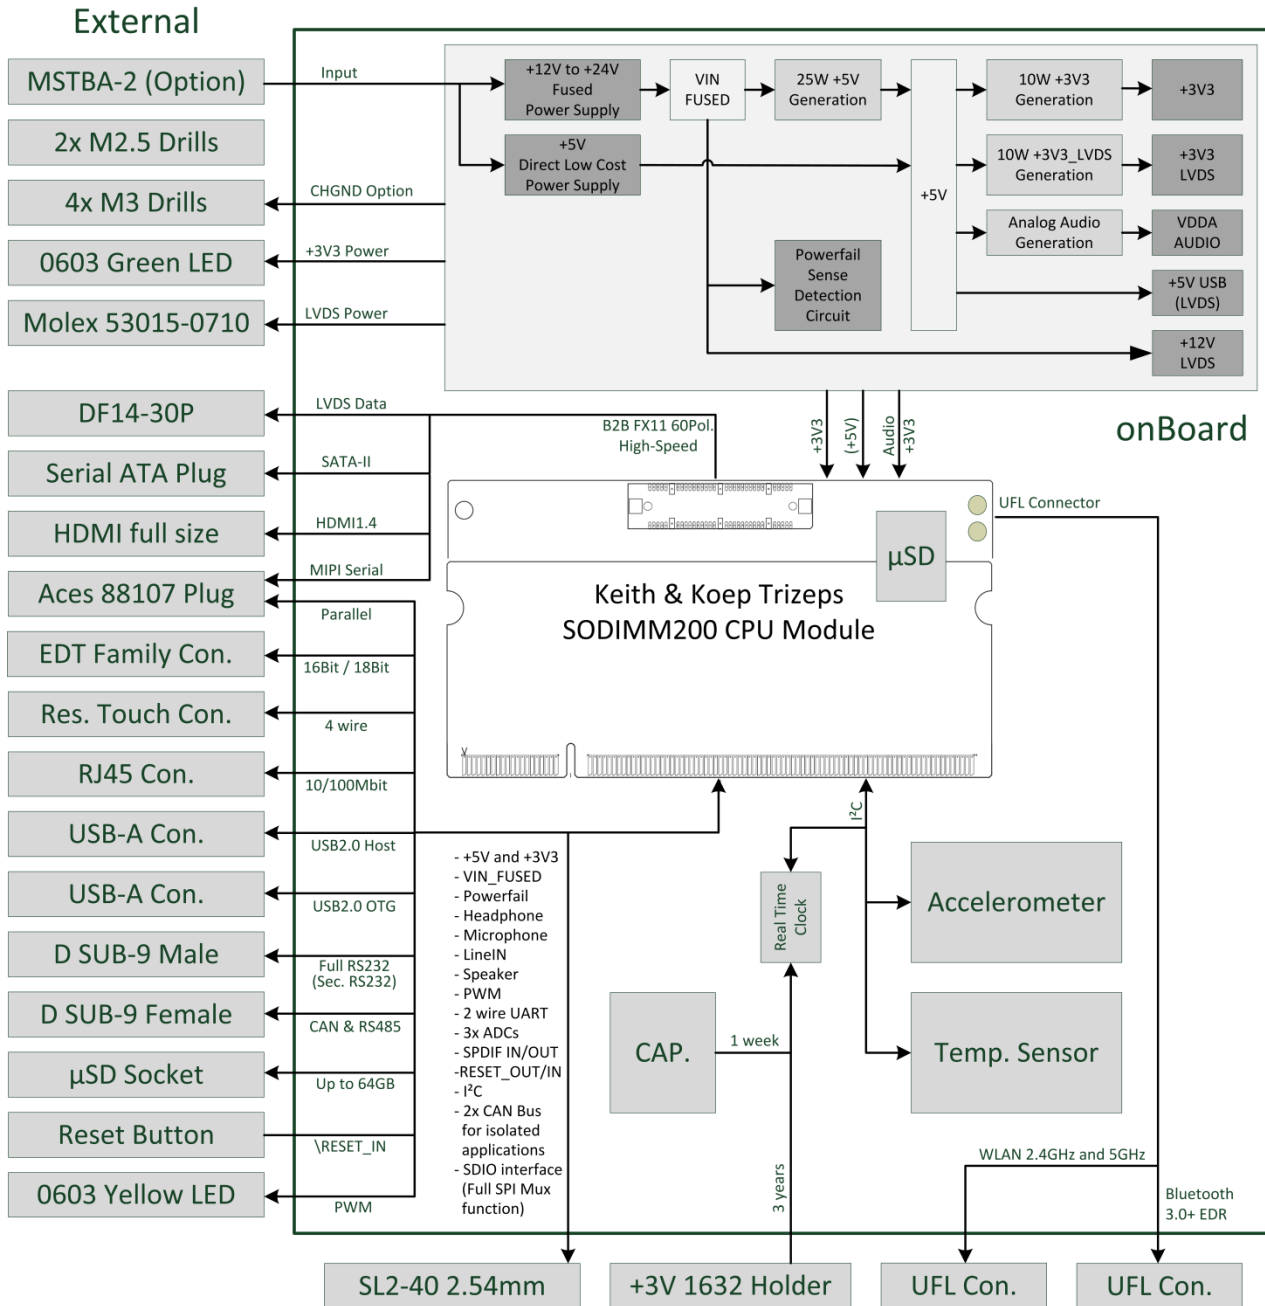 External
MSTBA-2 (Option)
2x M2.5 Drills
4x M3 Drills
0603 Green LED
Molex 53015-0710
Input
CHGND Option
+3V3 Power
LVDS Power
+12V to +24V
Fused
Power Supply
VIN
FUSED
25W +5V
Generation
10W +3V3
Generation
+3V3
+5V
Direct Low Cost
Power Supply
+5V
10W +3V3_LVDS
Generation
+3V3
LVDS
Analog Audio
Generation
VDDA
AUDIO
Powerfail
Sense
Detection
Circuit
+5V USB
(LVDS)
+12V
LVDS
onBoard
DF14-30P
Serial ATA Plug
HDMI full size
Aces 88107 Plug
EDT Family Con.
Res. Touch Con.
RJ45 Con.
USB-A Con.
USB-A Con.
D SUB-9 Male
D SUB-9 Female
µSD Socket
Reset Button
0603 Yellow LED
LVDS Data
SATA-II
HDMI1.4
MIPI Serial
Parallel
16Bit / 18Bit
4 wire
10/100Mbit
USB2.0 Host
USB2.0 OTG
Full RS232
(Sec. RS232)
CAN & RS485
Up to 64GB
\RESET_IN
PWM
B2B FX11 60Pol.
High-Speed
+3V3
(+5V)
Audio
+3V3
UFL Connector
µSD
Keith & Koep Trizeps
SODIMM200 CPU Module
I²C
- +5V and +3V3
- VIN_FUSED
- Powerfail
- Headphone
- Microphone
- LineIN
- Speaker
- PWM
- 2 wire UART
- 3x ADCs
- SPDIF IN/OUT
-RESET_OUT/IN
- I²C
- 2x CAN Bus
for isolated
applications
- SDIO interface
(Full SPI Mux
function)
Real Time
Clock
Accelerometer
CAP.
1 week
Temp. Sensor
3 years
WLAN 2.4GHz and 5GHz
Bluetooth
3.0+ EDR
SL2-40 2.54mm
+3V 1632 Holder
UFL Con.
UFL Con.